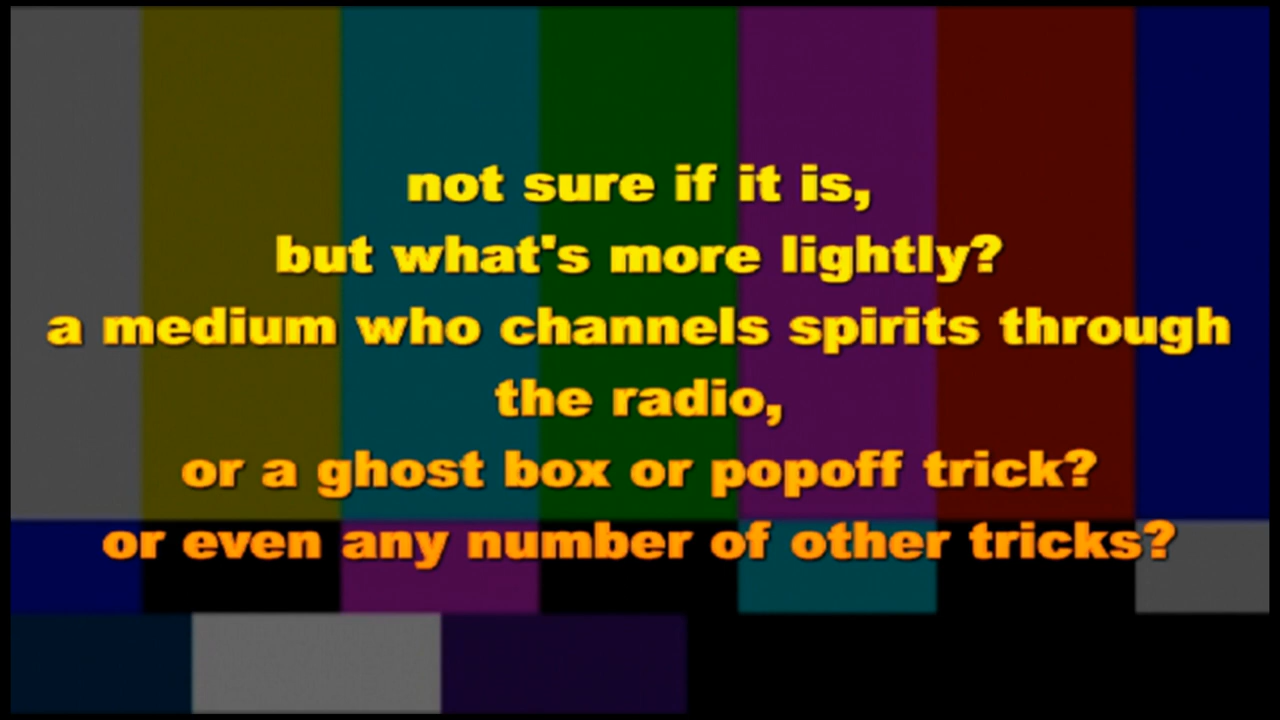 not sure if it is,
but what's more lightly?
a medium who channels spirits through
the radio,
or a ghost box or popoff trick?
or even any number of other tricks?